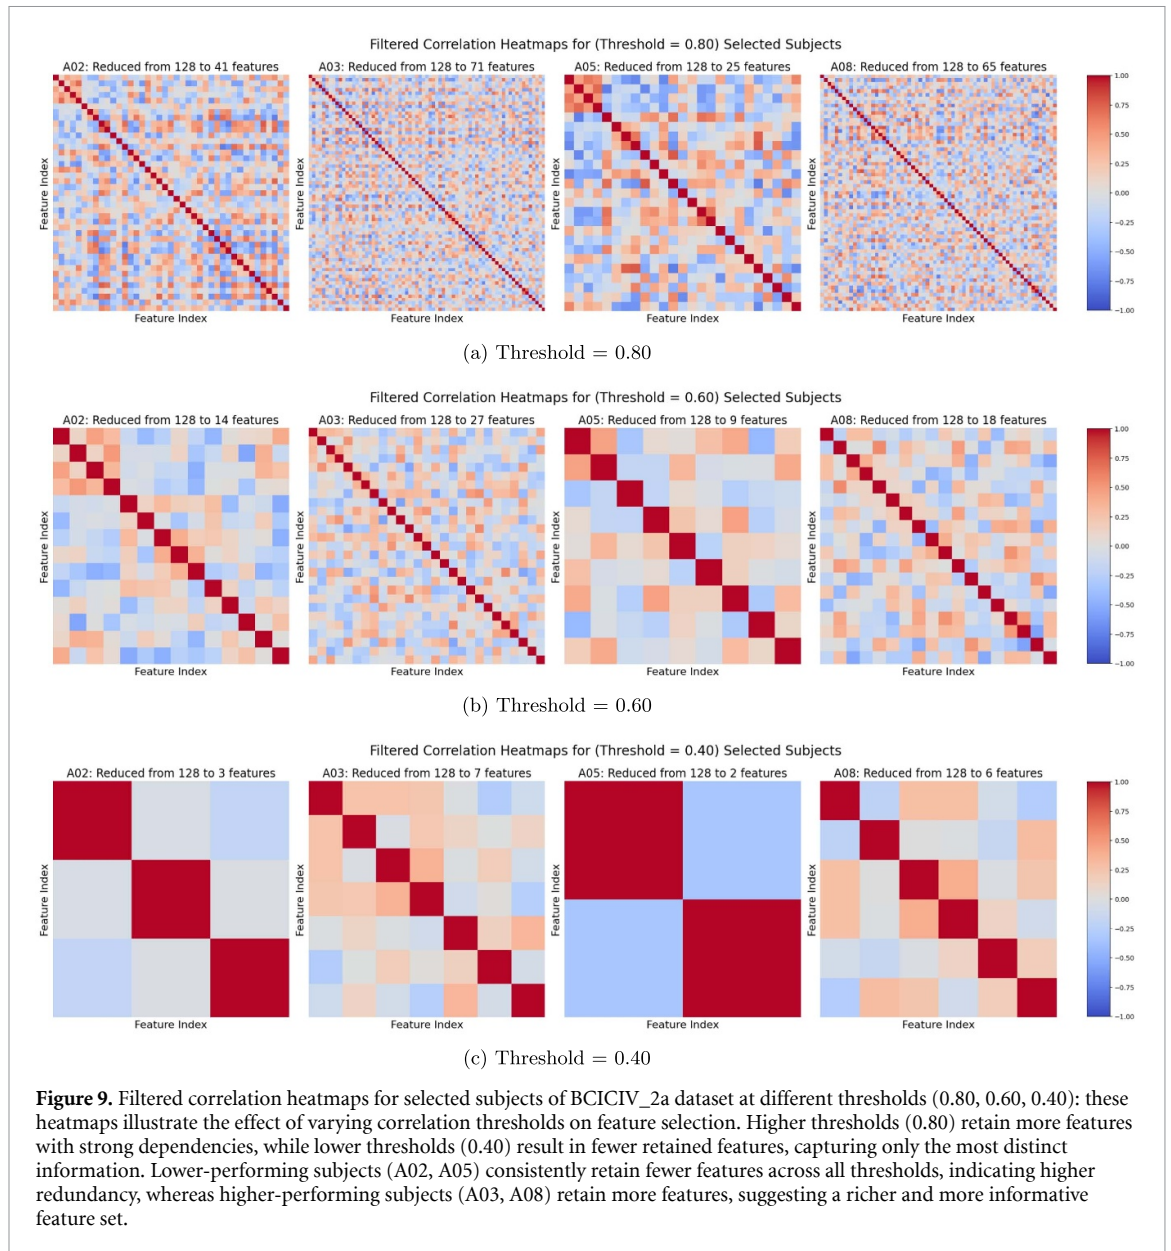 Filtered Correlation Heatmaps for (Threshold = 0.80) Selected Subjects
A02: Reduced from 128 to 41 features
A03: Reduced from 128 to 71 features
A05: Reduced from 128 to 25 features
A08: Reduced from 128 to 65 features
Feature Index
Feature Index
Feature Index
Feature Index
Feature Index
Feature Index
Feature Index
Feature Index
1.00
0.75
0.50
0.25
0.00
−0.25
−0.50
−0.75
−1.00
(a) Threshold = 0.80
Filtered Correlation Heatmaps for (Threshold = 0.60) Selected Subjects
A02: Reduced from 128 to 14 features
A03: Reduced from 128 to 27 features
A05: Reduced from 128 to 9 features
A08: Reduced from 128 to 18 features
Feature Index
Feature Index
Feature Index
Feature Index
Feature Index
Feature Index
Feature Index
Feature Index
1.00
0.75
0.50
0.25
0.00
−0.25
−0.50
−0.75
−1.00
(b) Threshold = 0.60
Filtered Correlation Heatmaps for (Threshold = 0.40) Selected Subjects
A02: Reduced from 128 to 3 features
A03: Reduced from 128 to 7 features
A05: Reduced from 128 to 2 features
A08: Reduced from 128 to 6 features
Feature Index
Feature Index
Feature Index
Feature Index
Feature Index
Feature Index
Feature Index
Feature Index
1.00
0.75
0.50
0.25
0.00
−0.25
−0.50
−0.75
−1.00
(c) Threshold = 0.40
Figure 9. Filtered correlation heatmaps for selected subjects of BCICIV_2a dataset at different thresholds (0.80, 0.60, 0.40): these
heatmaps illustrate the effect of varying correlation thresholds on feature selection. Higher thresholds (0.80) retain more features
with strong dependencies, while lower thresholds (0.40) result in fewer retained features, capturing only the most distinct
information. Lower-performing subjects (A02, A05) consistently retain fewer features across all thresholds, indicating higher
redundancy, whereas higher-performing subjects (A03, A08) retain more features, suggesting a richer and more informative
feature set.